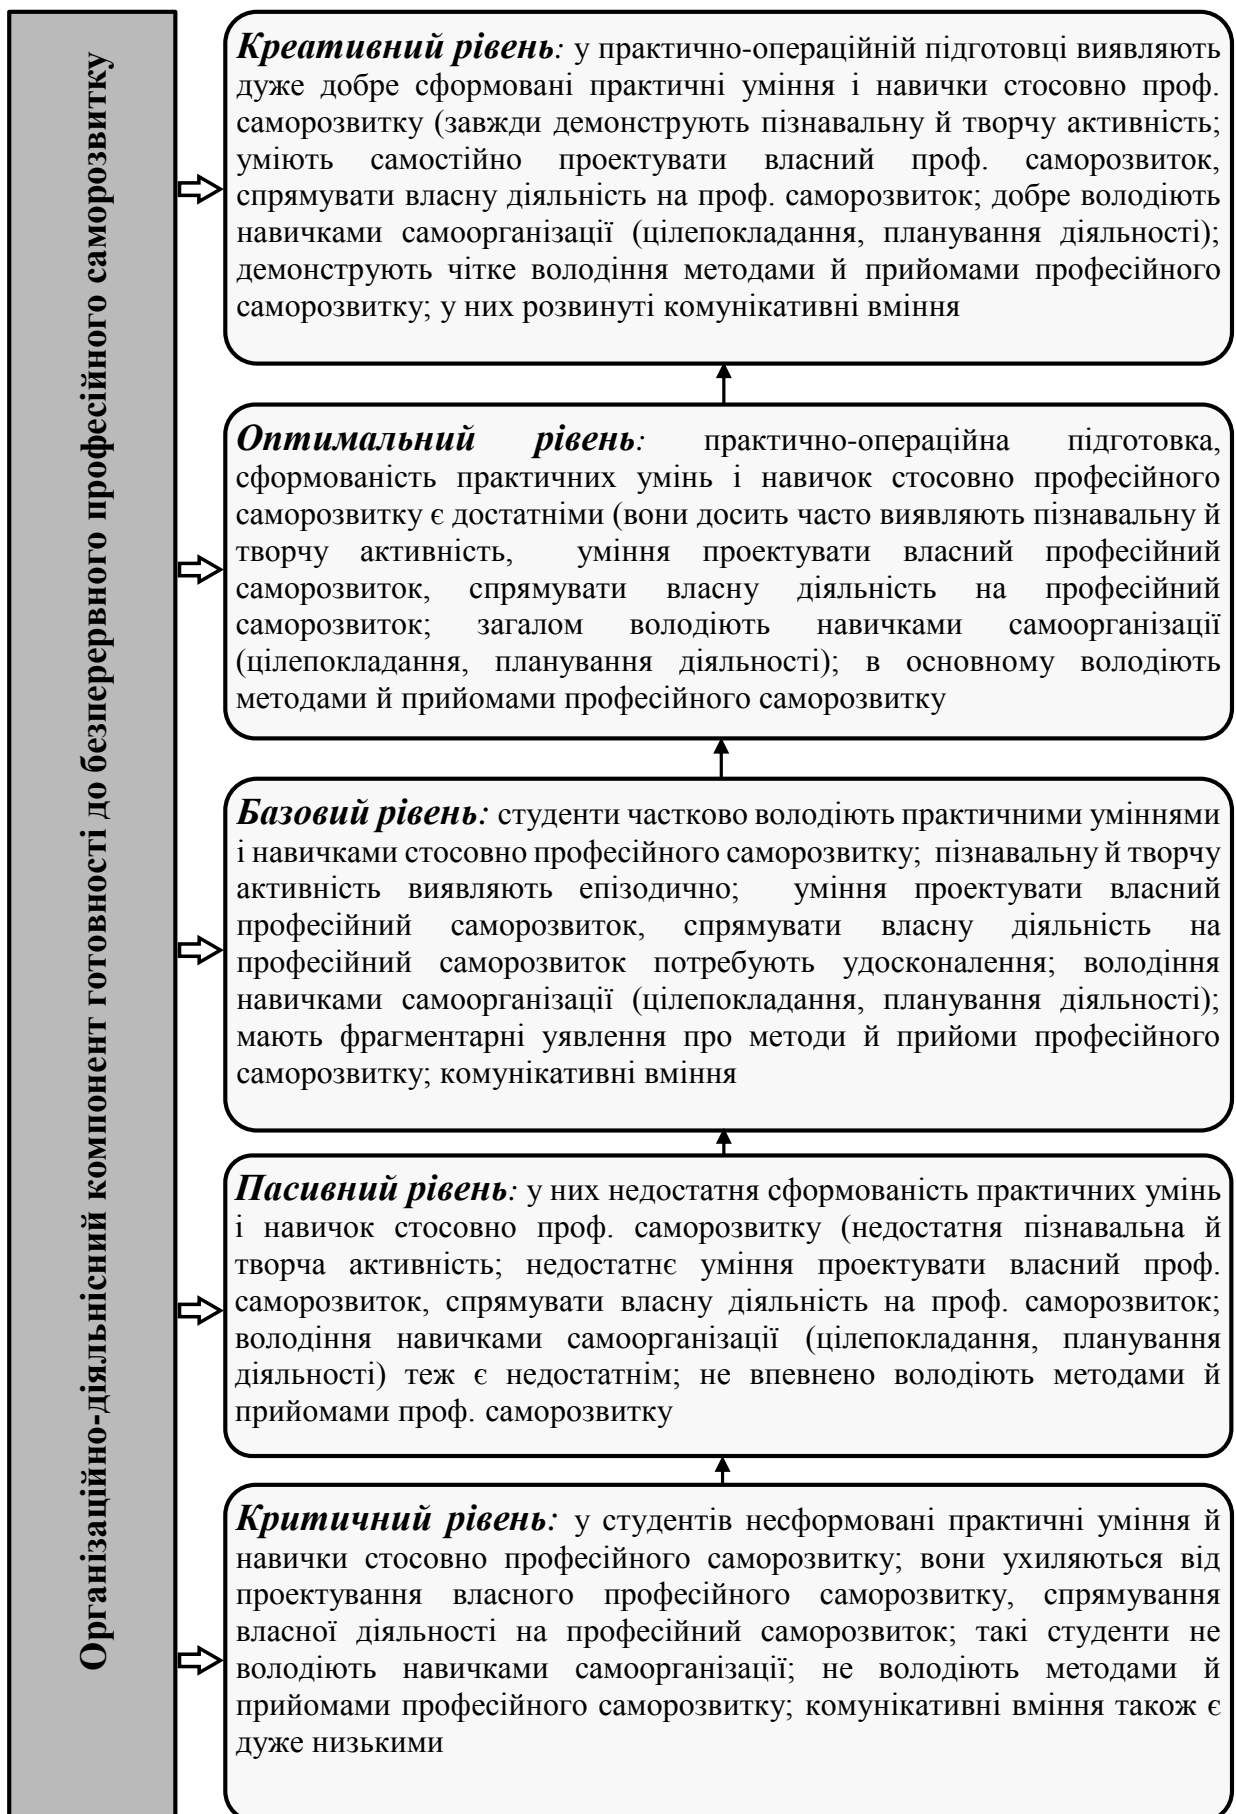 Організаційно-діяльнісний компонент готовності до безперервного професійного саморозвитку
Креативний рівень: у практично-операційній підготовці виявляють
дуже добре сформовані практичні уміння і навички стосовно проф.
саморозвитку (завжди демонструють пізнавальну й творчу активність;
уміють самостійно проектувати власний проф. саморозвиток,
спрямувати власну діяльність на проф. саморозвиток; добре володіють
навичками самоорганізації (цілепокладання, планування діяльності);
демонструють чітке володіння методами й прийомами професійного
саморозвитку; у них розвинуті комунікативні вміння
Оптимальний рівень: практично-операційна підготовка,
сформованість практичних умінь і навичок стосовно професійного
саморозвитку є достатніми (вони досить часто виявляють пізнавальну й
творчу активність, уміння проектувати власний професійний
саморозвиток, спрямувати власну діяльність на професійний
саморозвиток; загалом володіють навичками самоорганізації
(цілепокладання, планування діяльності); в основному володіють
методами й прийомами професійного саморозвитку
Базовий рівень: студенти частково володіють практичними уміннями
і навичками стосовно професійного саморозвитку; пізнавальну й творчу
активність виявляють епізодично; уміння проектувати власний
професійний саморозвиток, спрямувати власну діяльність на
професійний саморозвиток потребують удосконалення; володіння
навичками самоорганізації (цілепокладання, планування діяльності);
мають фрагментарні уявлення про методи й прийоми професійного
саморозвитку; комунікативні вміння
Пасивний рівень: у них недостатня сформованість практичних умінь
і навичок стосовно проф. саморозвитку (недостатня пізнавальна й
творча активність; недостатнє уміння проектувати власний проф.
саморозвиток, спрямувати власну діяльність на проф. саморозвиток;
володіння навичками самоорганізації (цілепокладання, планування
діяльності) теж є недостатнім; не впевнено володіють методами й
прийомами проф. саморозвитку
Критичний рівень: у студентів несформовані практичні уміння й
навички стосовно професійного саморозвитку; вони ухиляються від
проектування власного професійного саморозвитку, спрямування
власної діяльності на професійний саморозвиток; такі студенти не
володіють навичками самоорганізації; не володіють методами й
прийомами професійного саморозвитку; комунікативні вміння також є
дуже низькими